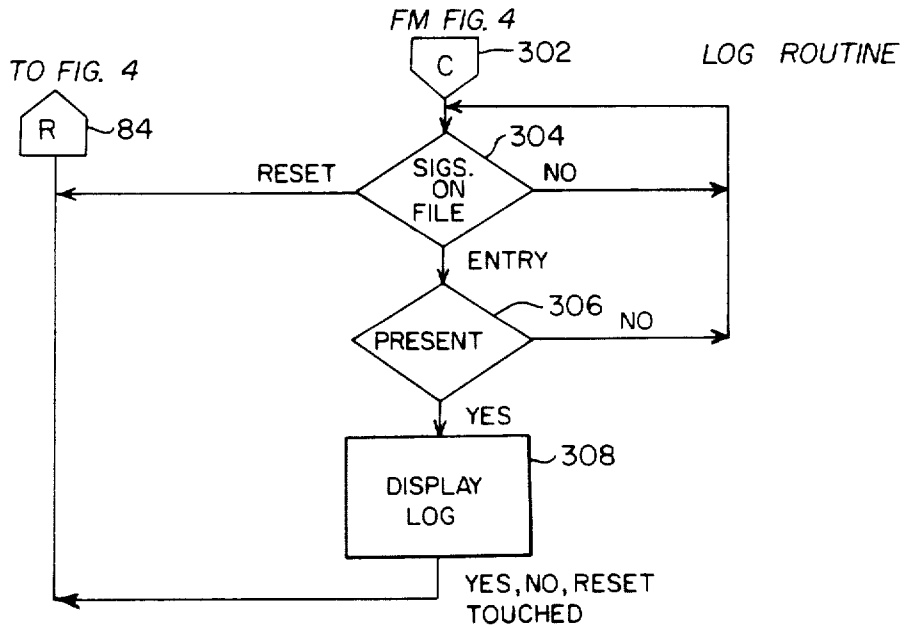 FM FIG. 4
C
302
LOG ROUTINE
TO FIG. 4
R
84
304
SIGS.
ON
FILE
RESET
NO
ENTRY
306
PRESENT
NO
YES
308
DISPLAY
LOG
YES, NO, RESET
TOUCHED